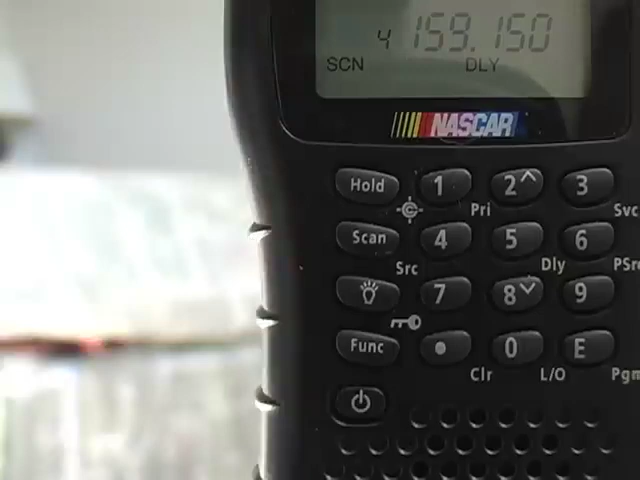 4 159.150
SCN DLY
NASCAR
Hold 1 2 3
Pri Svc
Scan 4 5 6
Src Dly PSr
7 8 9
Func • 0 E
Clr L/O Pgm